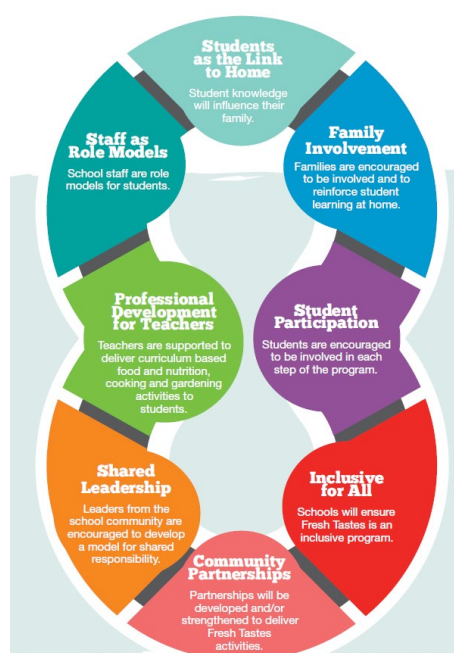 Students
as the Link
to Home
Student knowledge
will influence their
family.
Staff as
Role Models
School staff are role
models for students.
Family
Involvement
Families are encouraged
to be involved and to
reinforce student
learning at home.
Professional
Development
for Teachers
Teachers are supported to
deliver curriculum based
food and nutrition,
cooking and gardening
activities to
students.
Student
Participation
Students are encouraged
to be involved in each
step of the program.
Shared
Leadership
Leaders from the
school community are
encouraged to develop
a model for shared
responsibility.
Inclusive
for All
Schools will ensure
Fresh Tastes is an
inclusive program.
Community
Partnerships
Partnerships will be
developed and/or
strengthened to deliver
Fresh Tastes
activities.